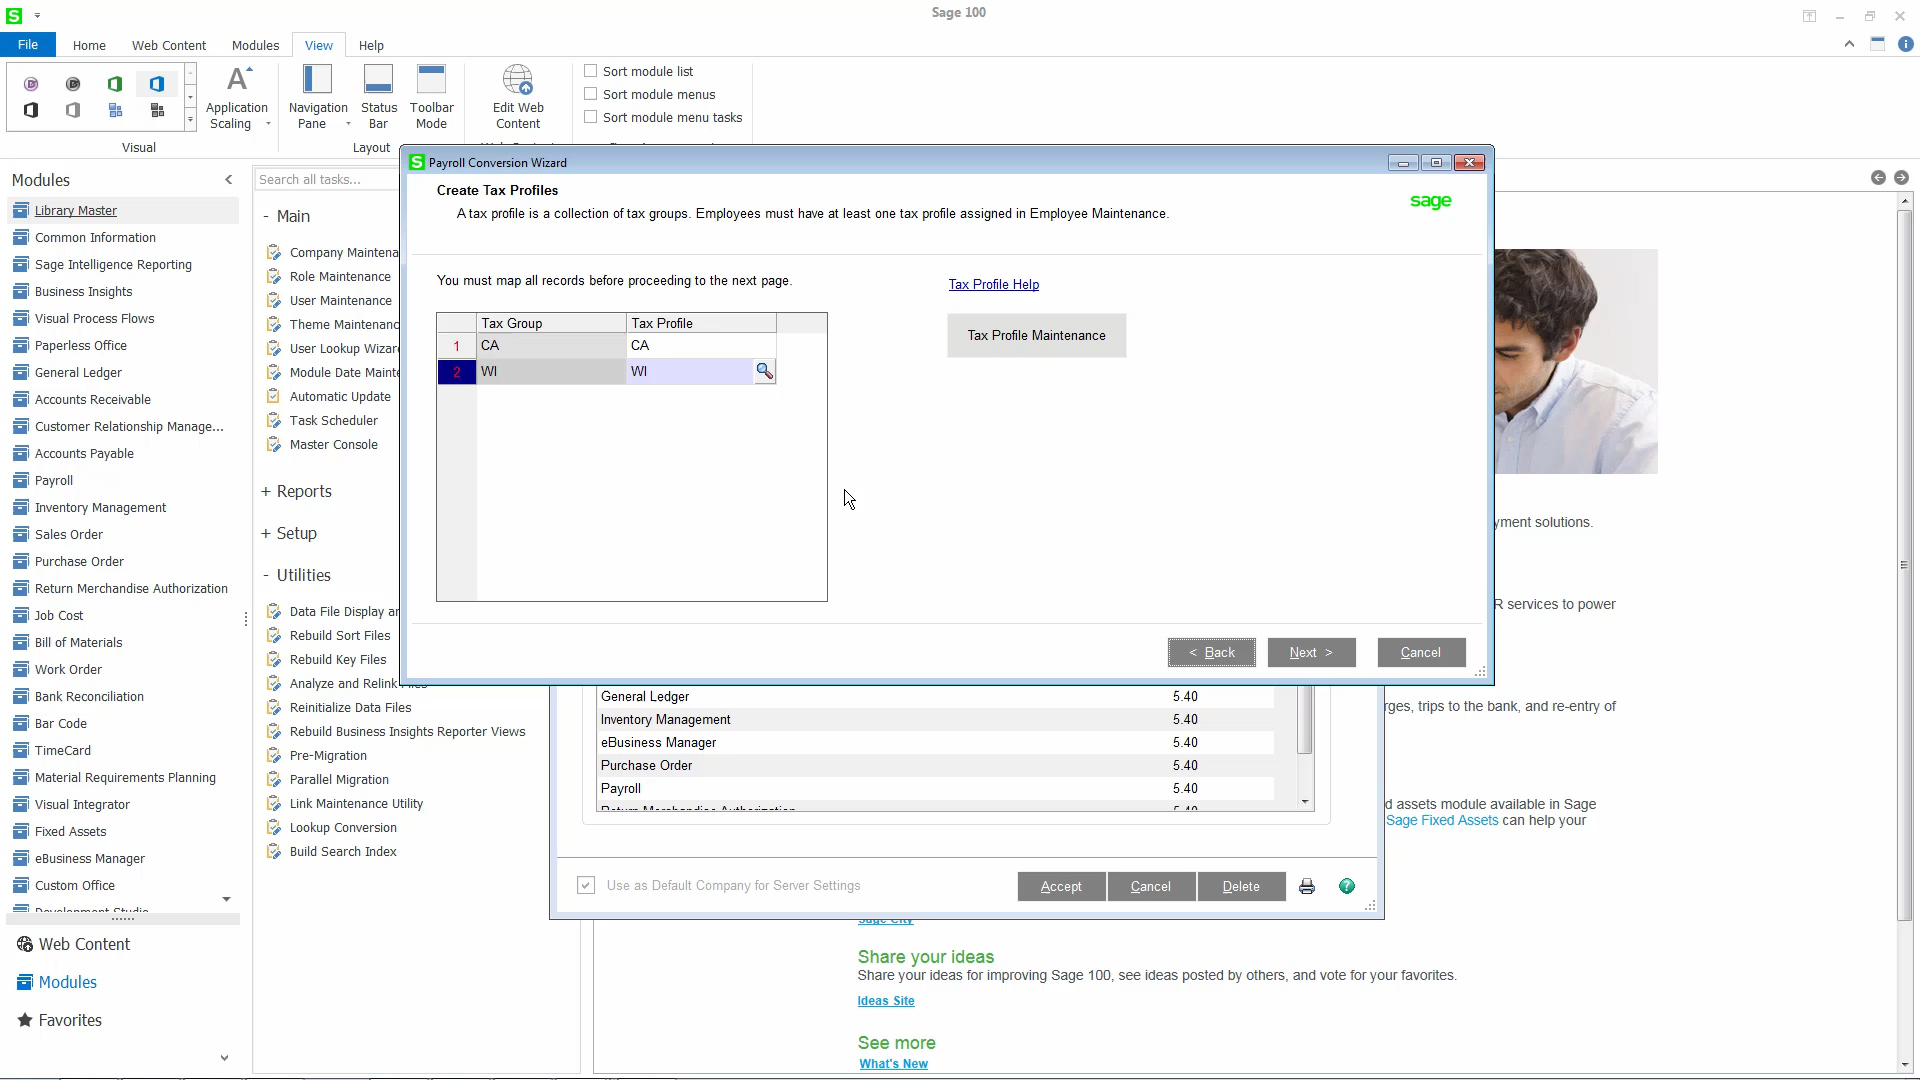 Sage 100
File
Home
Web Content
Modules
View
Help
Application
Scaling
Navigation
Pane
Status
Bar
Toolbar
Mode
Edit Web
Content
Sort module list
Sort module menus
Sort module menu tasks
Visual
Layout
Modules
Library Master
Common Information
Sage Intelligence Reporting
Business Insights
Visual Process Flows
Paperless Office
General Ledger
Accounts Receivable
Customer Relationship Manage...
Accounts Payable
Payroll
Inventory Management
Sales Order
Purchase Order
Return Merchandise Authorization
Job Cost
Bill of Materials
Work Order
Bank Reconciliation
Bar Code
TimeCard
Material Requirements Planning
Visual Integrator
Fixed Assets
eBusiness Manager
Custom Office
Web Content
Modules
Favorites
Search all tasks...
- Main
Company Maintena
Role Maintenance
User Maintenance
Theme Maintenanc
User Lookup Wizar
Module Date Mainte
Automatic Update
Task Scheduler
Master Console
+ Reports
+ Setup
- Utilities
Data File Display ar
Rebuild Sort Files
Rebuild Key Files
Analyze and Relink Files
Reinitialize Data Files
Rebuild Business Insights Reporter Views
Pre-Migration
Parallel Migration
Link Maintenance Utility
Lookup Conversion
Build Search Index
S Payroll Conversion Wizard
Create Tax Profiles
A tax profile is a collection of tax groups. Employees must have at least one tax profile assigned in Employee Maintenance.
sage
You must map all records before proceeding to the next page.
Tax Profile Help
Tax Profile Maintenance
Tax Group Tax Profile
1 CA CA
2 WI WI
< Back
Next >
Cancel
General Ledger 5.40
Inventory Management 5.40
eBusiness Manager 5.40
Purchase Order 5.40
Payroll 5.40
Return Merchandise Authorization 5.40
Use as Default Company for Server Settings
Accept
Cancel
Delete
yment solutions.
R services to power
rges, trips to the bank, and re-entry of
d assets module available in Sage
Sage Fixed Assets can help your
Sage City
Share your ideas
Share your ideas for improving Sage 100, see ideas posted by others, and vote for your favorites.
Ideas Site
See more
What's New